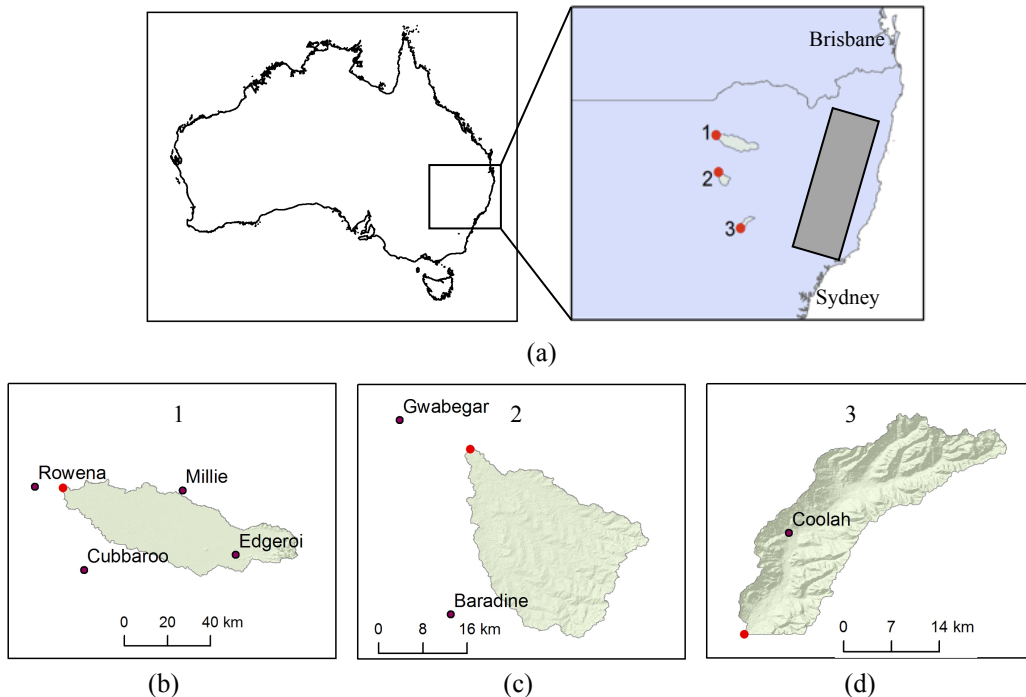 Brisbane
1
2
3
Sydney
(a)
1
Rowena
Millie
Cubbaroo
Edgeroi
0 20 40 km
(b)
2
Gwabegar
Baradine
0 8 16 km
(c)
3
Coolah
0 7 14 km
(d)